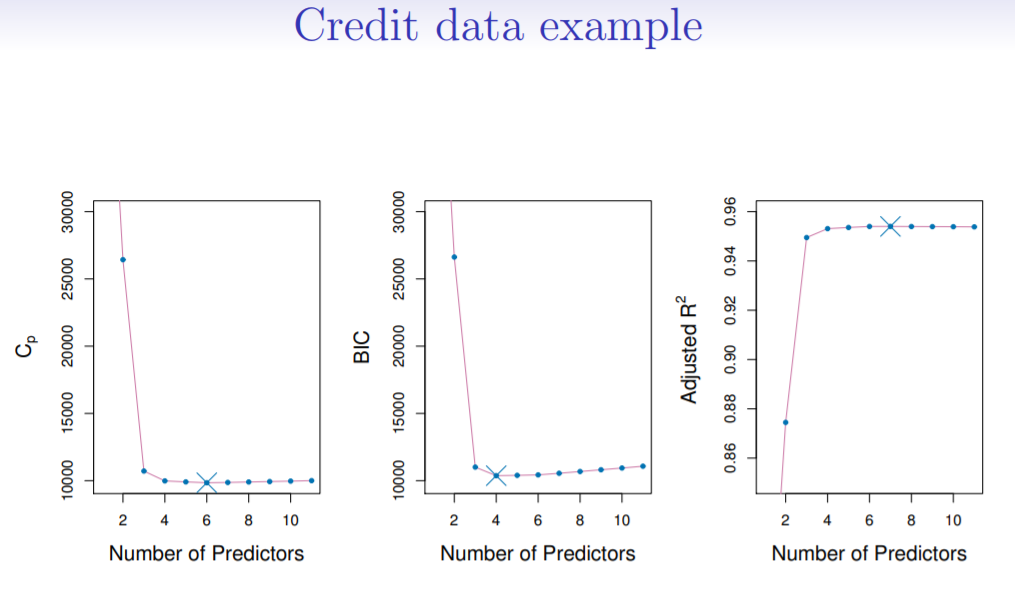 Credit data example
C_p
30000
25000
20000
15000
10000
2 4 6 8 10
Number of Predictors
BIC
30000
25000
20000
15000
10000
2 4 6 8 10
Number of Predictors
Adjusted R²
0.96
0.94
0.92
0.90
0.88
0.86
2 4 6 8 10
Number of Predictors